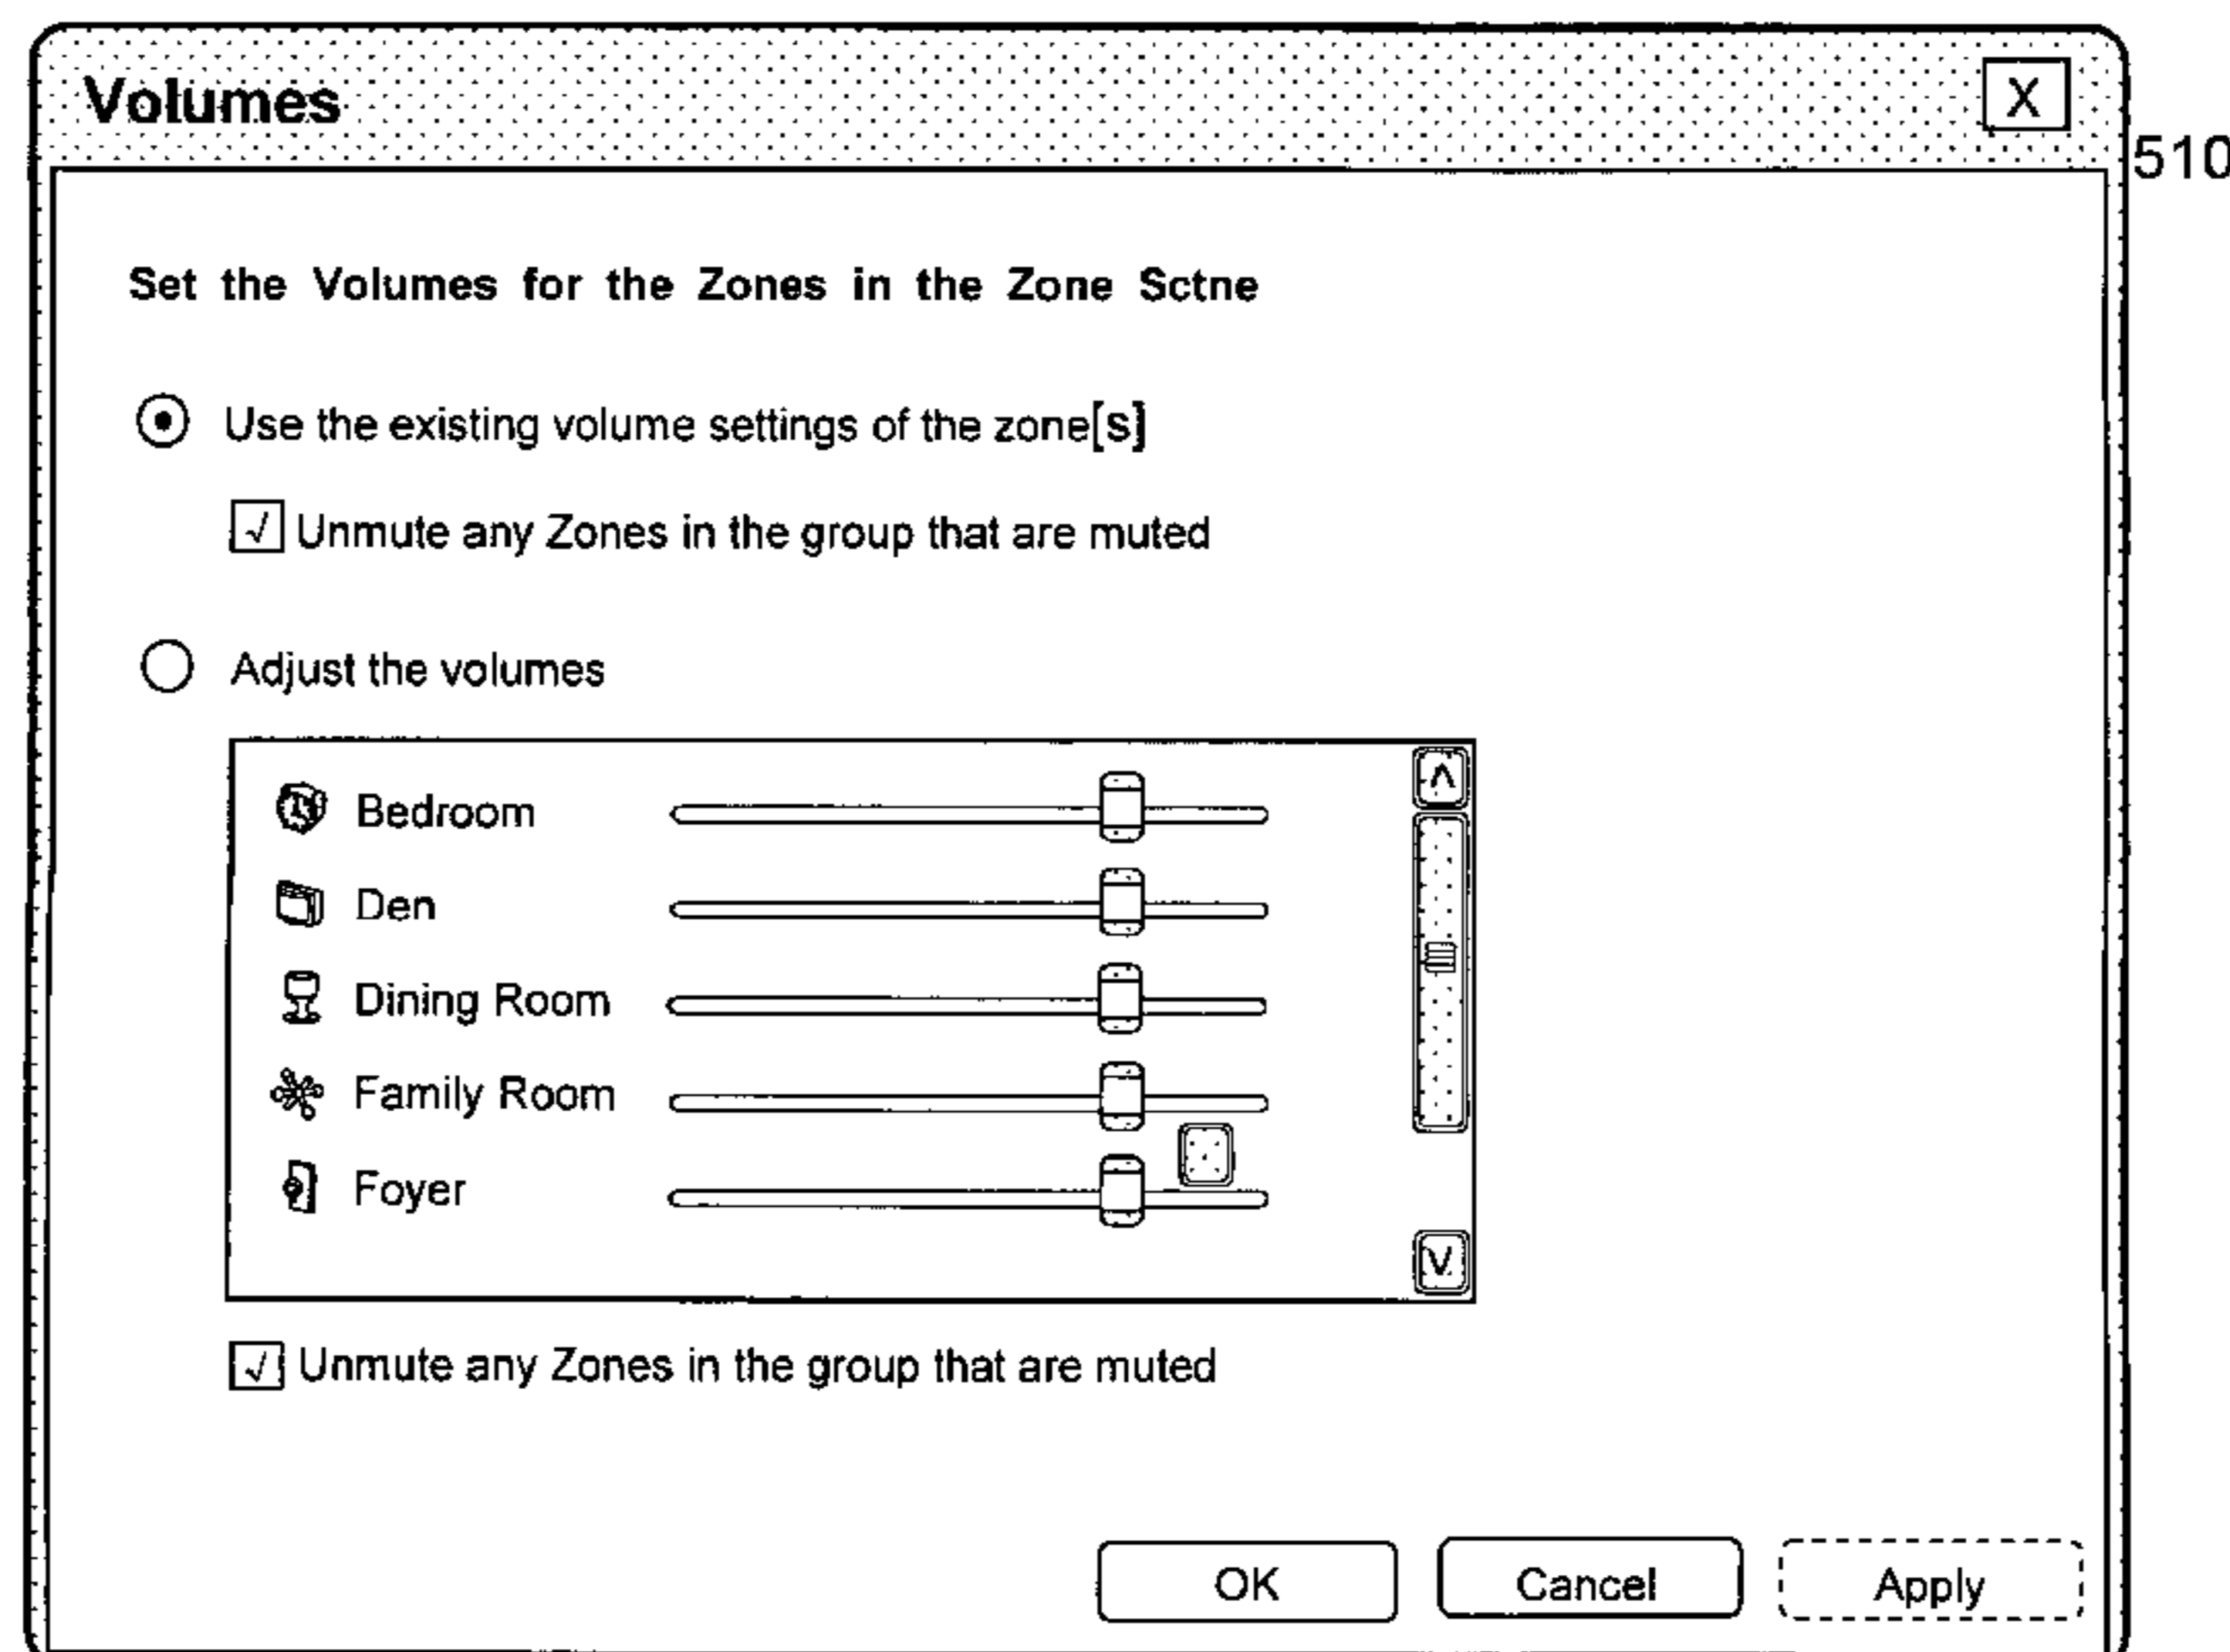 Volumes
X
510
Set the Volumes for the Zones in the Zone Sctne
Use the existing volume settings of the zone[s]
√ Unmute any Zones in the group that are muted
Adjust the volumes
Bedroom
Den
Dining Room
Family Room
Foyer
√ Unmute any Zones in the group that are muted
OK Cancel Apply